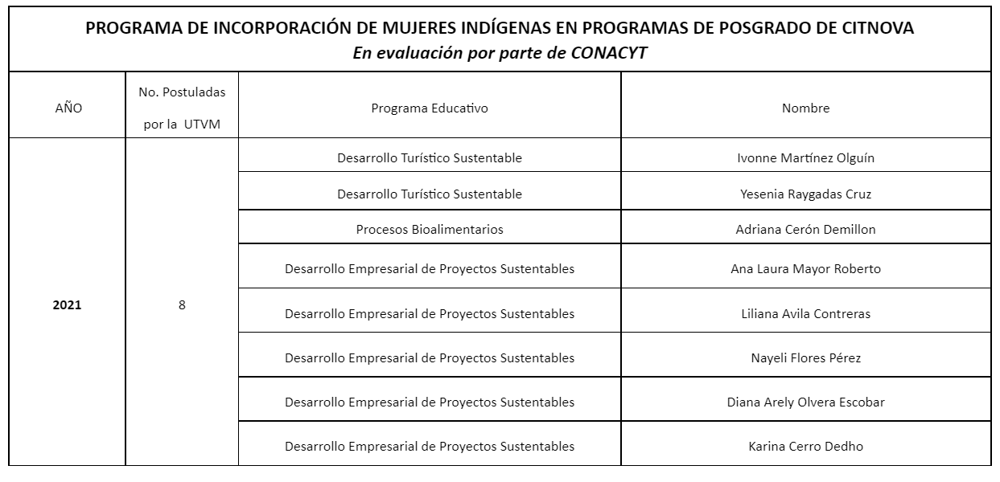 PROGRAMA DE INCORPORACIÓN DE MUJERES INDÍGENAS EN PROGRAMAS DE POSGRADO DE CITNOVA
En evaluación por parte de CONACYT
AÑO
No. Postuladas
por la UTVM
Programa Educativo
Nombre
2021
8
Desarrollo Turístico Sustentable
Ivonne Martínez Olguín
Desarrollo Turístico Sustentable
Yesenia Raygadas Cruz
Procesos Bioalimentarios
Adriana Cerón Demillon
Desarrollo Empresarial de Proyectos Sustentables
Ana Laura Mayor Roberto
Desarrollo Empresarial de Proyectos Sustentables
Liliana Avila Contreras
Desarrollo Empresarial de Proyectos Sustentables
Nayeli Flores Pérez
Desarrollo Empresarial de Proyectos Sustentables
Diana Arely Olvera Escobar
Desarrollo Empresarial de Proyectos Sustentables
Karina Cerro Dedho